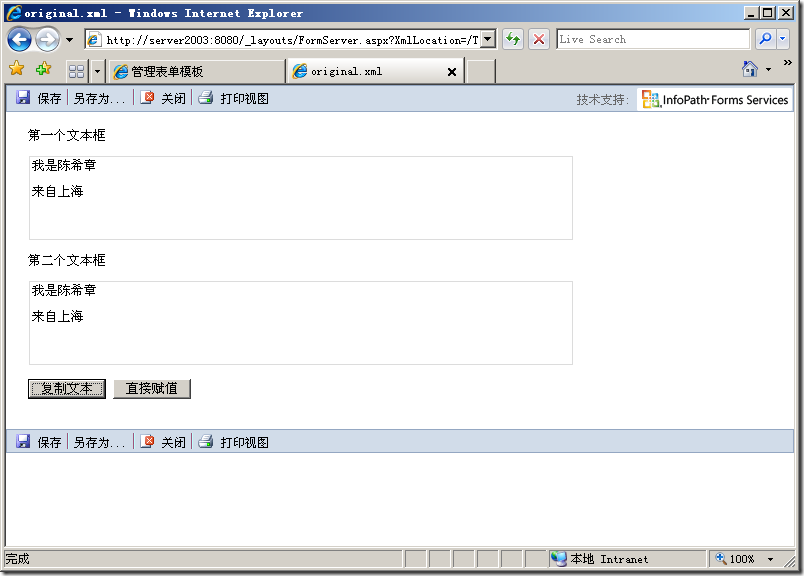 original.xml - Windows Internet Explorer
http://server2003:8080/_layouts/FormServer.aspx?XmlLocation=/T
Live Search
管理表单模板
original.xml
保存 另存为... 关闭 打印视图 技术支持: InfoPath Forms Services
第一个文本框
我是陈希章
来自上海
第二个文本框
我是陈希章
来自上海
复制文本 直接赋值
保存 另存为... 关闭 打印视图
完成 本地 Intranet 100%